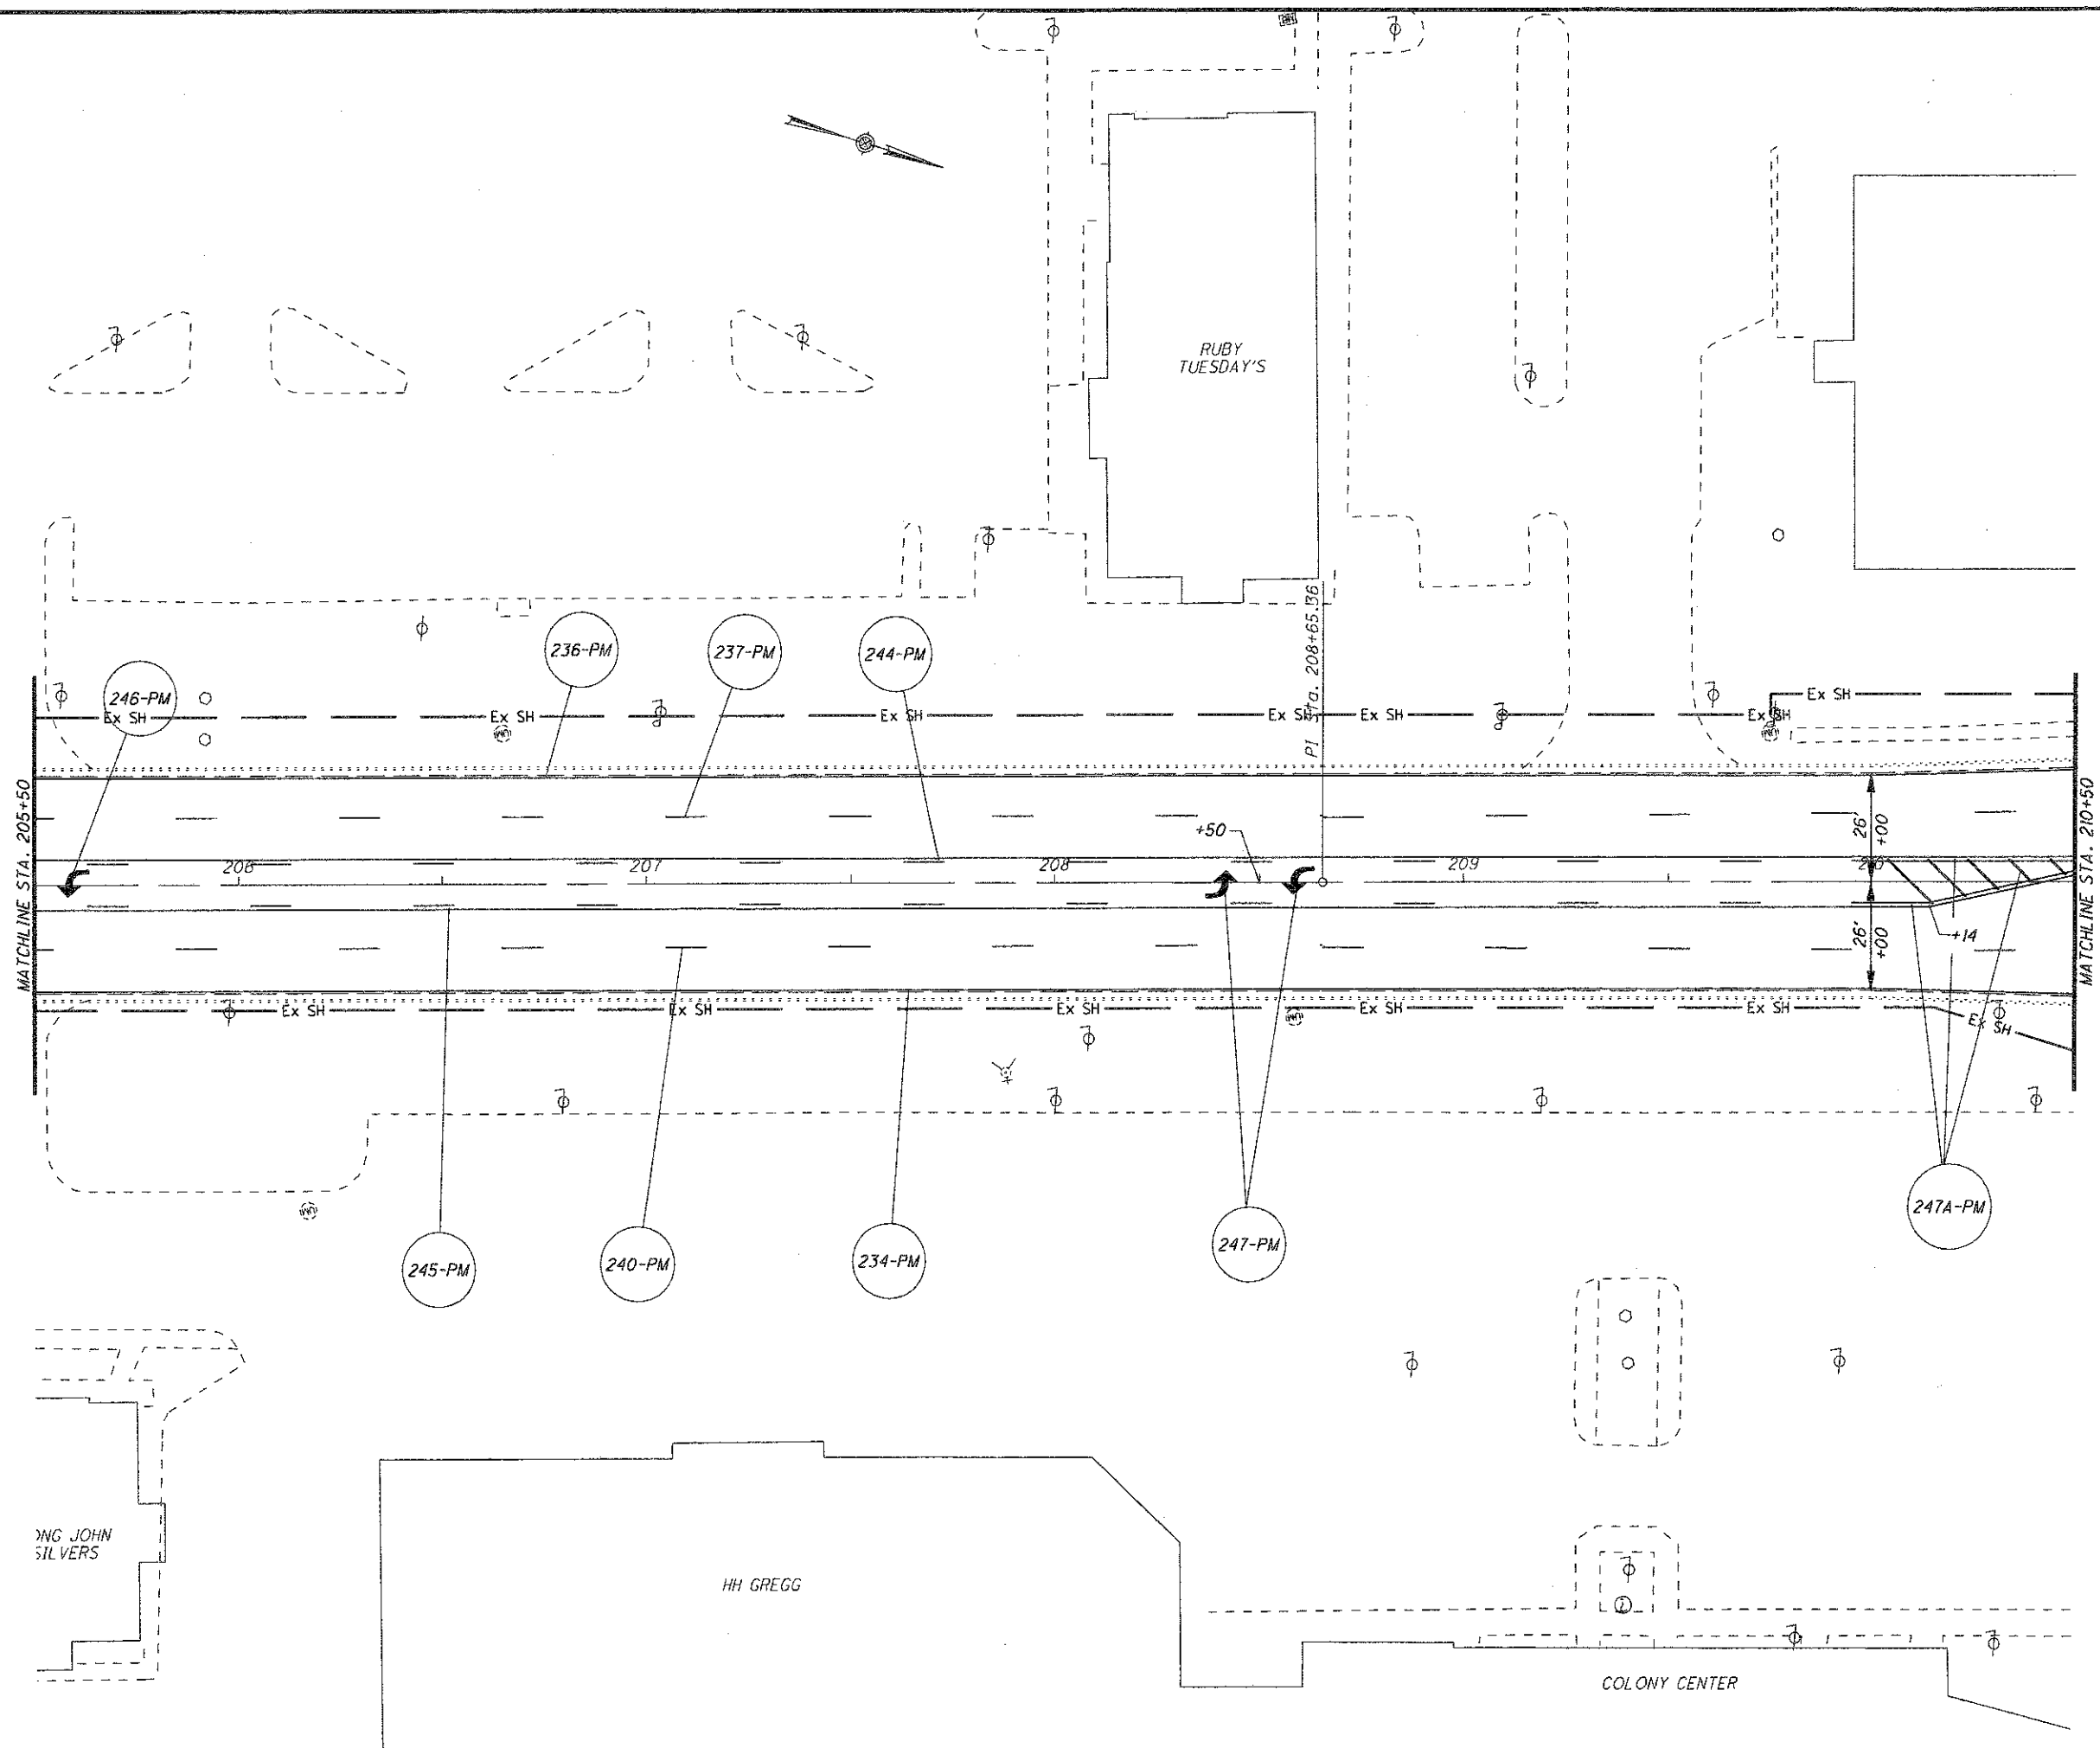 RUBY
TUESDAY'S
PI Sta. 208+65.36
236-PM
237-PM
244-PM
246-PM
Ex SH
Ex SH
Ex SH
Ex SH
Ex SH
Ex SH
Ex SH
MATCHLINE STA. 205+50
MATCHLINE STA. 210+50
26'
+00
+50
206
207
208
209
210
26'
+00
+14
Ex SH
Ex SH
Ex SH
Ex SH
Ex SH
Ex SH
245-PM
240-PM
234-PM
247-PM
247A-PM
ONG JOHN
SILVERS
HH GREGG
COLONY CENTER